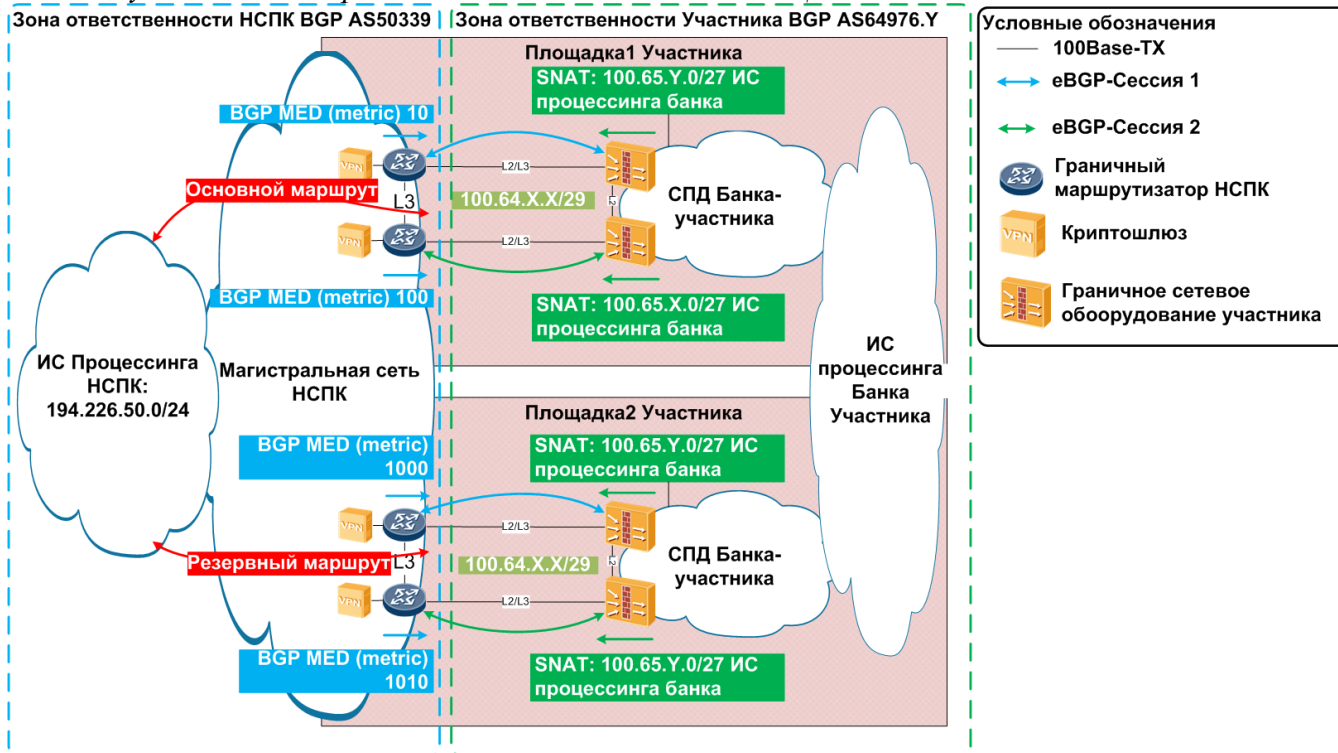 Зона ответственности НСПК BGP AS50339
Зона ответственности Участника BGP AS64976.Y
Площадка1 Участника
SNAT: 100.65.Y.0/27 ИС
процессинга банка
BGP MED (metric) 10
VPN
L2/L3
Основной маршрут
L3
100.64.X.X/29
L2
СПД Банка-
участника
VPN
L2/L3
BGP MED (metric) 100
SNAT: 100.65.X.0/27 ИС
процессинга банка
ИС Процессинга
НСПК:
194.226.50.0/24
Магистральная сеть
НСПК
ИС
процессинга
Банка
Участника
Площадка2 Участника
BGP MED (metric)
1000
SNAT: 100.65.Y.0/27 ИС
процессинга банка
VPN
L2/L3
Резервный маршрут
L3
100.64.X.X/29
L2
СПД Банка-
участника
VPN
L2/L3
BGP MED (metric)
1010
SNAT: 100.65.Y.0/27 ИС
процессинга банка
Условные обозначения
100Base-TX
eBGP-Сессия 1
eBGP-Сессия 2
Граничный
маршрутизатор НСПК
VPN
Криптошлюз
Граничное сетевое
обоорудование участника